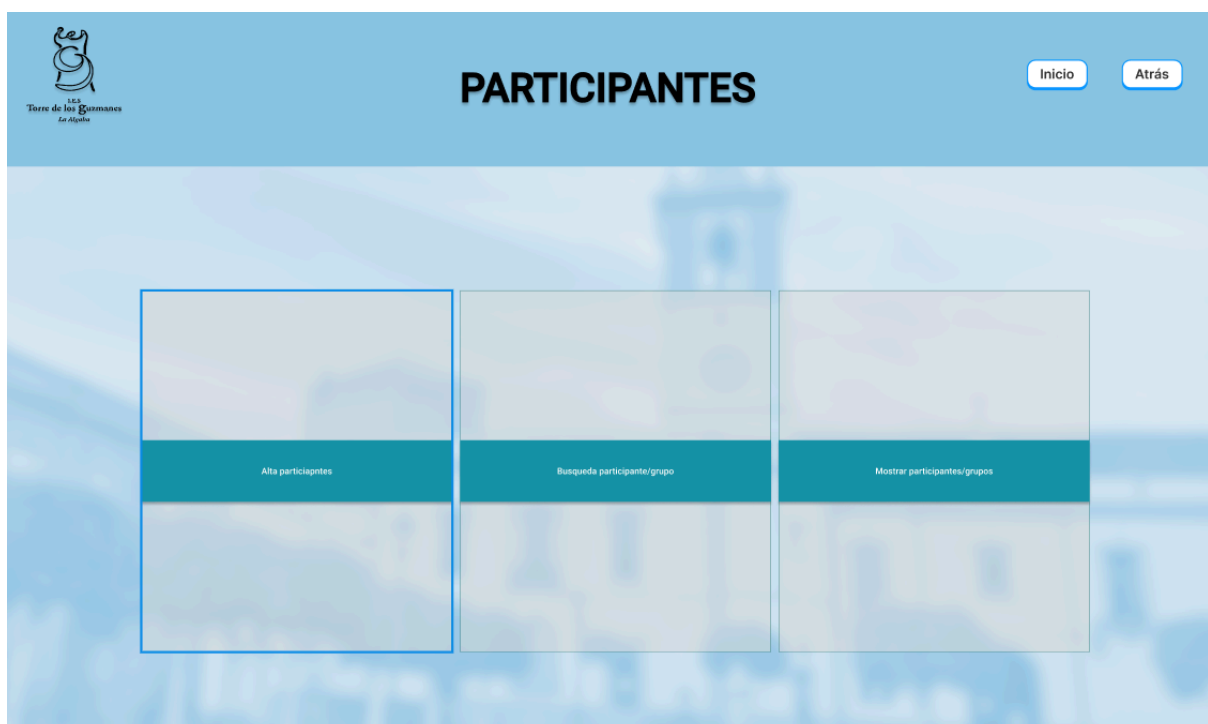 I.E.S
Torre de los Guzmanes
La Algaba
PARTICIPANTES
Inicio
Atrás
Alta particiapntes
Busqueda participante/grupo
Mostrar participantes/grupos